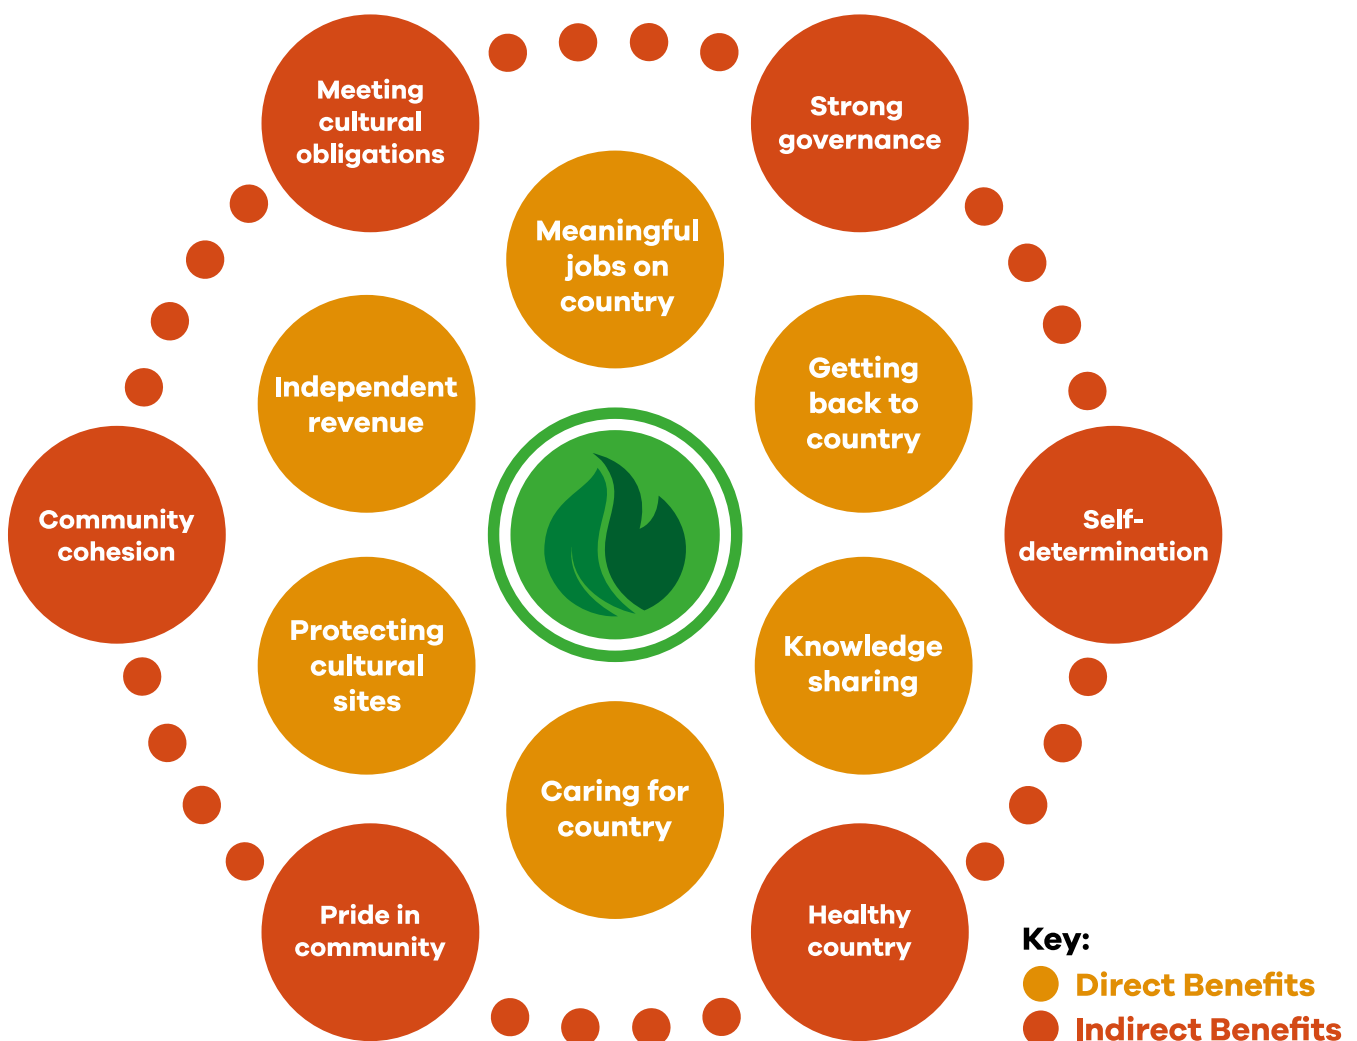 Meeting
cultural
obligations
Strong
governance
Meaningful
jobs on
country
Independent
revenue
Getting
back to
country
Community
cohesion
Self-
determination
Protecting
cultural
sites
Knowledge
sharing
Caring for
country
Pride in
community
Healthy
country
Key:
Direct Benefits
Indirect Benefits